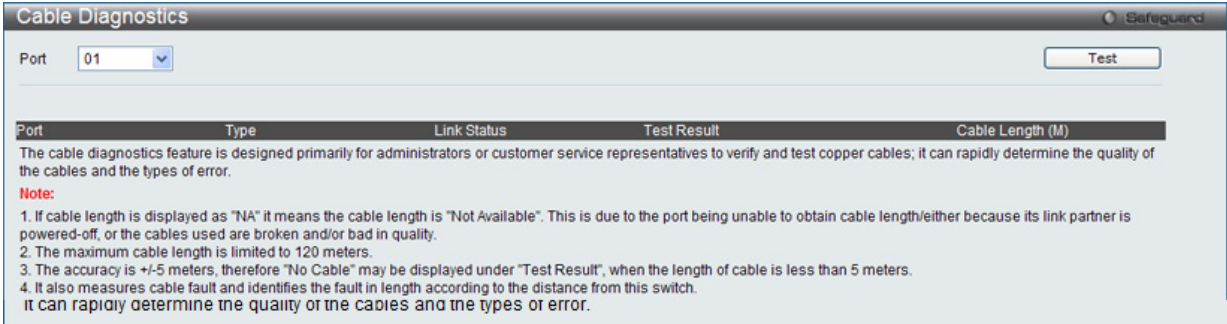 Cable Diagnostics
Safeguard
Port 01 Test
Port Type Link Status Test Result Cable Length (M)
The cable diagnostics feature is designed primarily for administrators or customer service representatives to verify and test copper cables; it can rapidly determine the quality of
the cables and the types of error.
Note:
1. If cable length is displayed as "NA" it means the cable length is "Not Available". This is due to the port being unable to obtain cable length/either because its link partner is
powered-off, or the cables used are broken and/or bad in quality.
2. The maximum cable length is limited to 120 meters.
3. The accuracy is +/-5 meters, therefore "No Cable" may be displayed under "Test Result", when the length of cable is less than 5 meters.
4. It also measures cable fault and identifies the fault in length according to the distance from this switch.
it can rapidly determine the quality of the cables and the types of error.